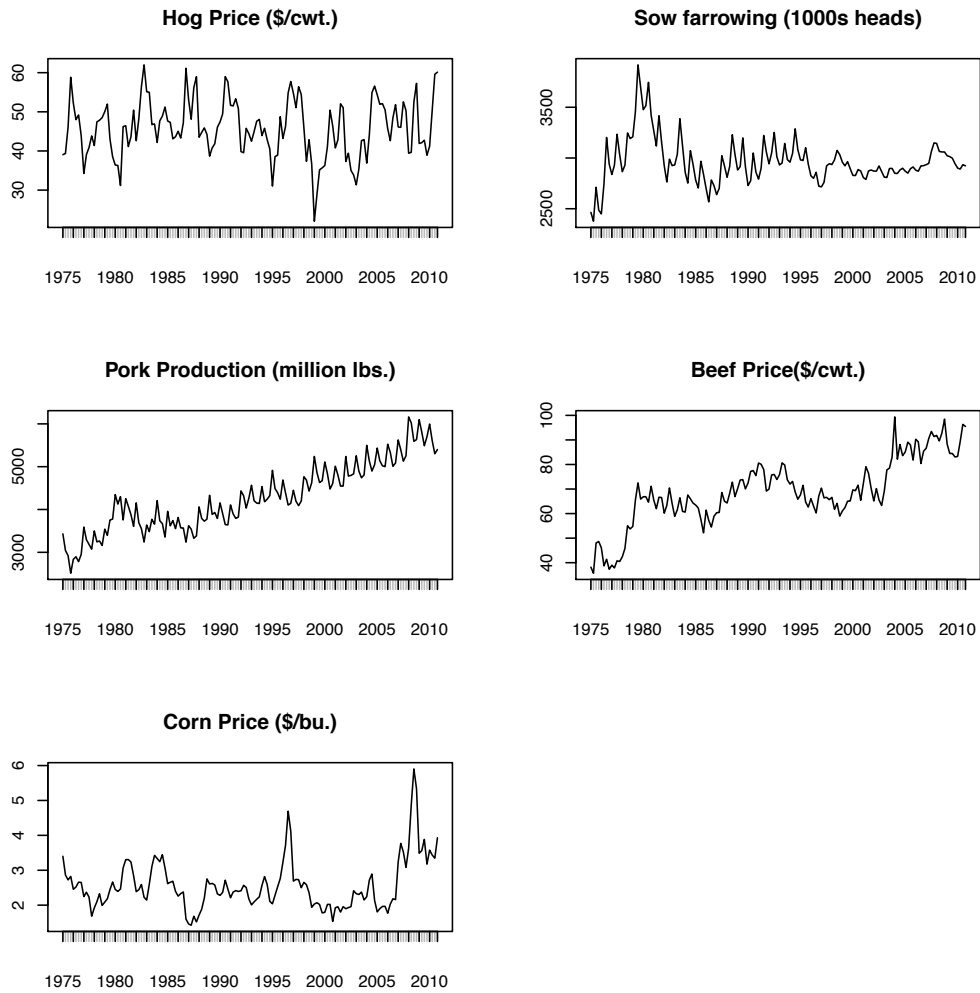 Hog Price ($/cwt.)
Sow farrowing (1000s heads)
60
50
40
30
1975 1980 1985 1990 1995 2000 2005 2010
3500
2500
1975 1980 1985 1990 1995 2000 2005 2010
Pork Production (million lbs.)
Beef Price($/cwt.)
5000
3000
1975 1980 1985 1990 1995 2000 2005 2010
100
80
60
40
1975 1980 1985 1990 1995 2000 2005 2010
Corn Price ($/bu.)
6
5
4
3
2
1975 1980 1985 1990 1995 2000 2005 2010